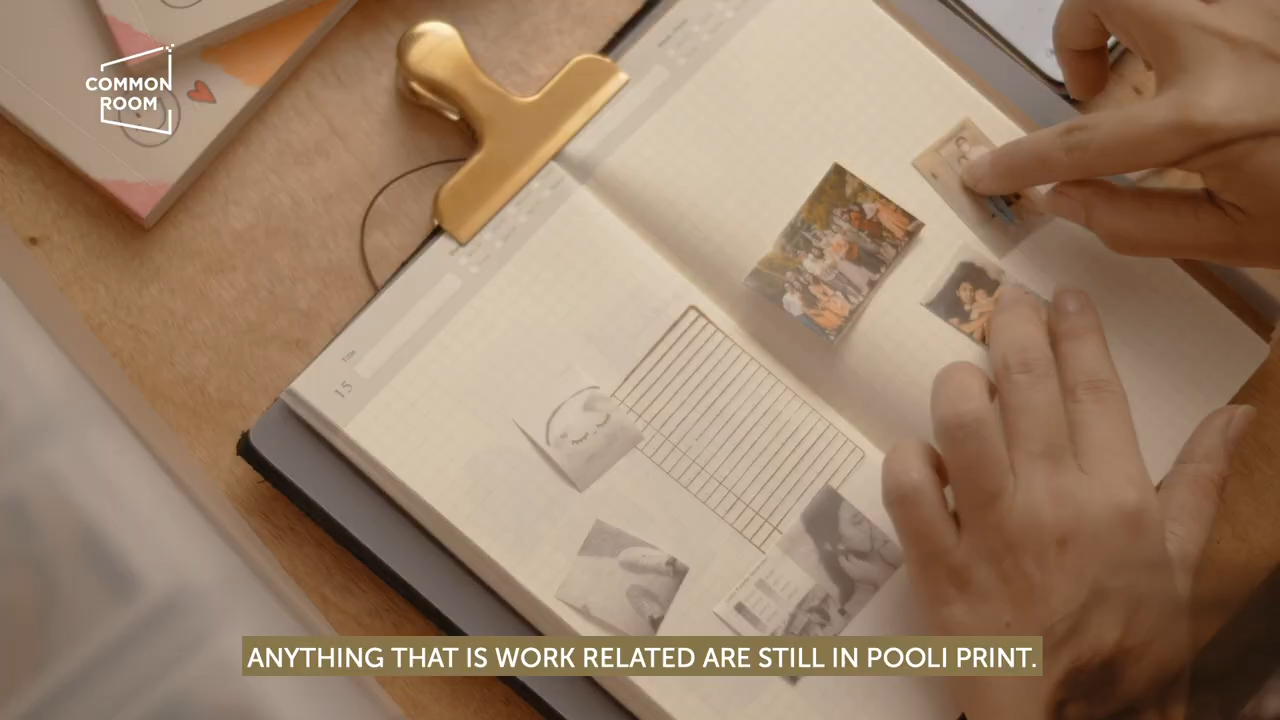 COMMON
ROOM
Title
15
ANYTHING THAT IS WORK RELATED ARE STILL IN POOLI PRINT.